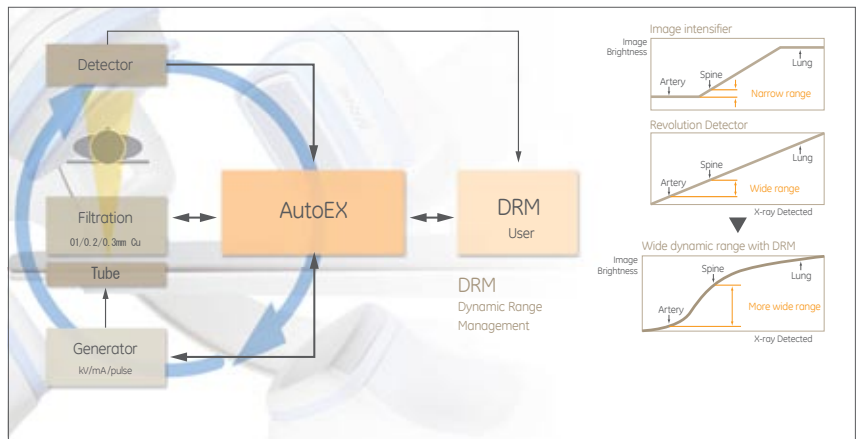 Detector
Filtration
01/0.2/0.3mm Cu
Tube
Generator
kV/mA/pulse
AutoEX
DRM
User
DRM
Dynamic Range
Management
Image intensifier
Image
Brightness
Artery
Spine
Lung
Narrow range
Revolution Detector
Artery
Spine
Lung
Wide range
X-ray Detected
Wide dynamic range with DRM
Image
Brightness
Artery
Spine
Lung
More wide range
X-ray Detected